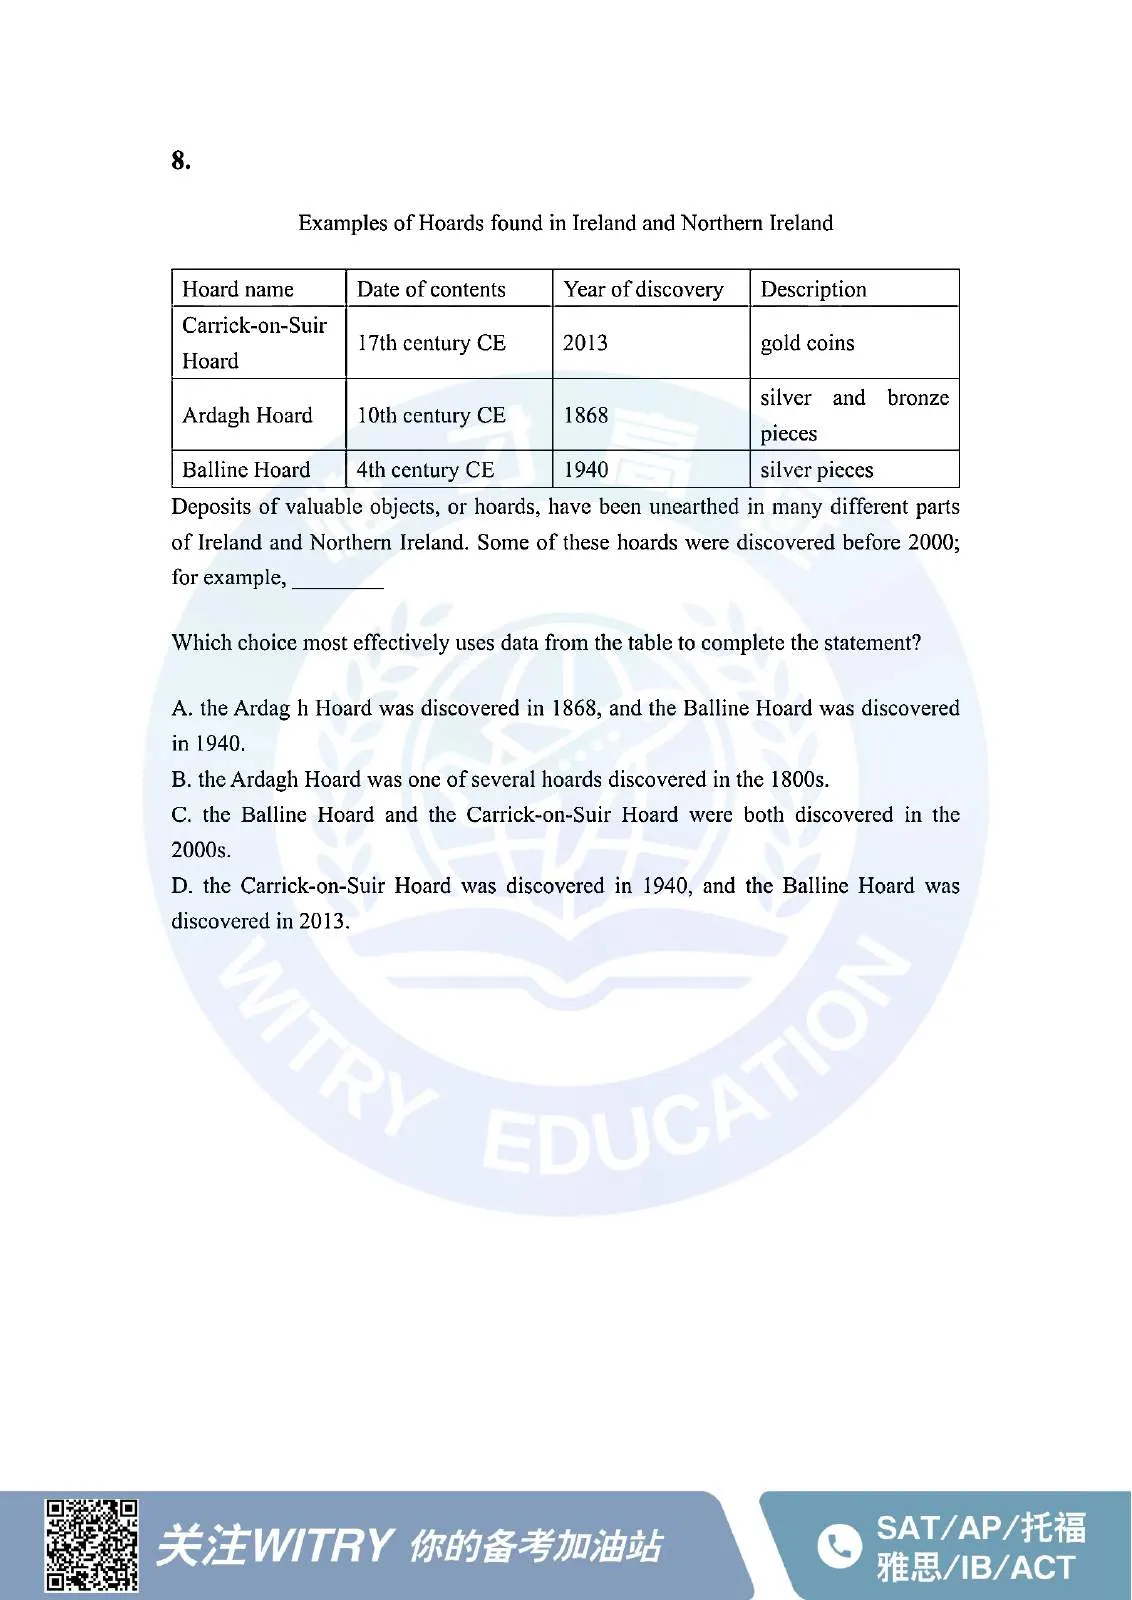 8.
Examples of Hoards found in Ireland and Northern Ireland
Hoard name Date of contents Year of discovery Description
Carrick-on-Suir
Hoard
17th century CE 2013 gold coins
Ardagh Hoard 10th century CE 1868
silver and bronze
pieces
Balline Hoard 4th century CE 1940 silver pieces
Deposits of valuable objects, or hoards, have been unearthed in many different parts
of Ireland and Northern Ireland. Some of these hoards were discovered before 2000;
for example, ________
Which choice most effectively uses data from the table to complete the statement?
A. the Ardag h Hoard was discovered in 1868, and the Balline Hoard was discovered
in 1940.
B. the Ardagh Hoard was one of several hoards discovered in the 1800s.
C. the Balline Hoard and the Carrick-on-Suir Hoard were both discovered in the
2000s.
D. the Carrick-on-Suir Hoard was discovered in 1940, and the Balline Hoard was
discovered in 2013.
WITRY EDUCATION
关注WITRY 你的备考加油站
SAT/AP/托福
雅思/IB/ACT